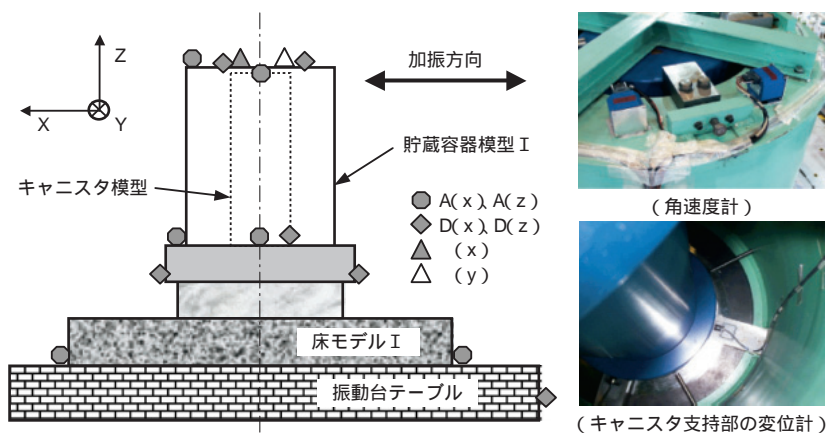 Z
X
Y
加振方向
貯蔵容器模型Ⅰ
キャニスタ模型
A(x)、A(z)
D(x)、D(z)
(x)
(y)
床モデルⅠ
振動台テーブル
(角速度計)
(キャニスタ支持部の変位計)